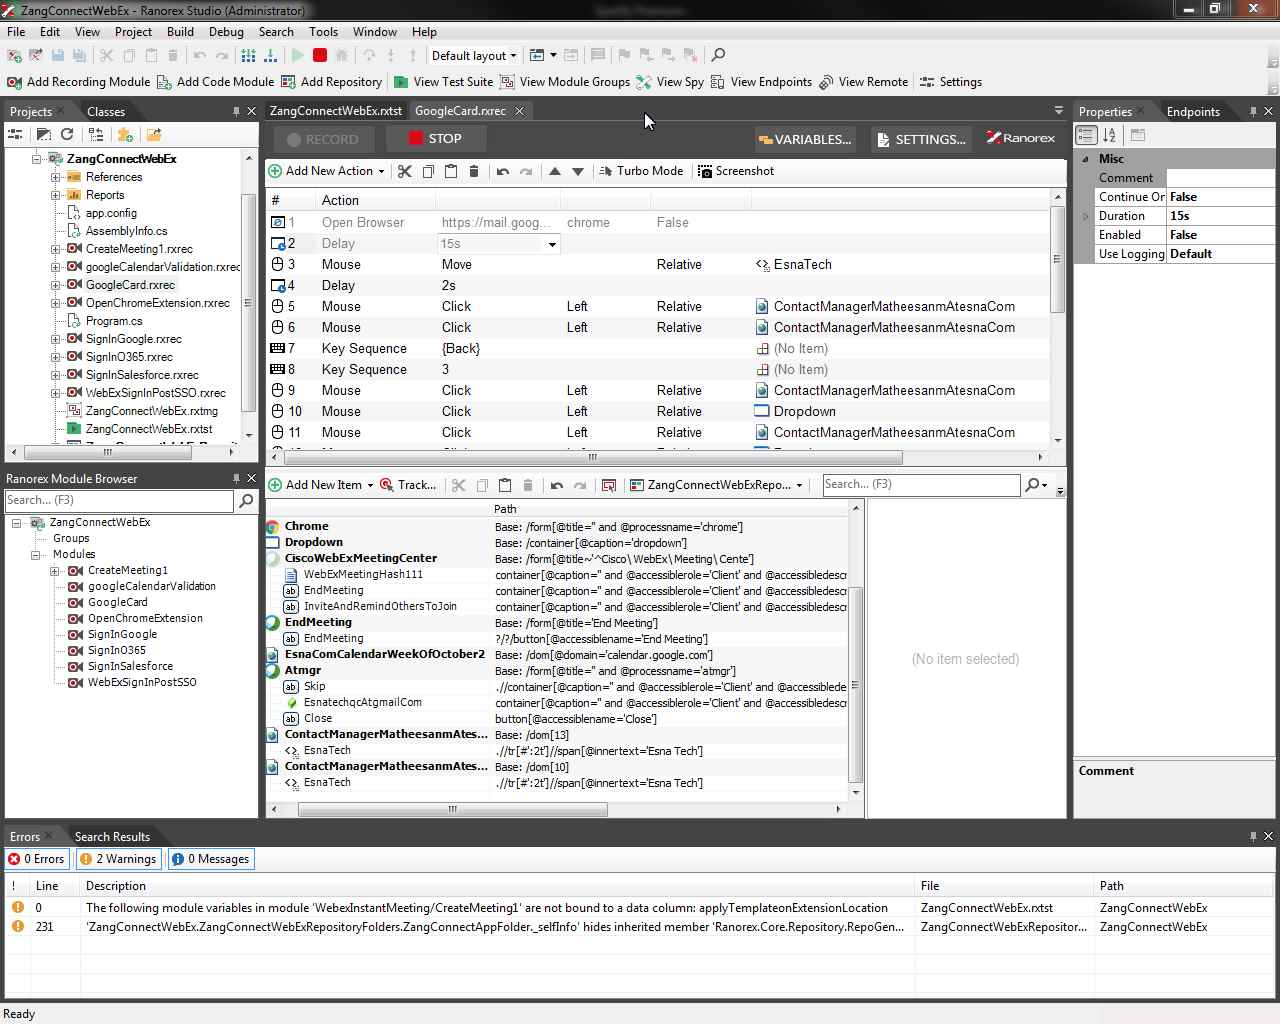 ZangConnectWebEx - Ranorex Studio (Administrator)
File Edit View Project Build Debug Search Tools Window Help
Default layout
Add Recording Module Add Code Module Add Repository View Test Suite View Module Groups View Spy View Endpoints View Remote Settings
Projects Classes
ZangConnectWebEx.rxtst GoogleCard.rxrec
Properties Endpoints
RECORD STOP VARIABLES... SETTINGS... Ranorex
Add New Action Turbo Mode Screenshot
ZangConnectWebEx
References
Reports
app.config
AssemblyInfo.cs
CreateMeeting1.rxrec
googleCalendarValidation.rxrec
GoogleCard.rxrec
OpenChromeExtension.rxrec
Program.cs
SignInGoogle.rxrec
SignInO365.rxrec
SignInSalesforce.rxrec
WebExSignInPostSSO.rxrec
ZangConnectWebEx.rxtmg
ZangConnectWebEx.rxtst
# Action
1 Open Browser https://mail.goog... chrome False
2 Delay 15s
3 Mouse Move Relative EsnaTech
4 Delay 2s
5 Mouse Click Left Relative ContactManagerMatheesanmAtesnaCom
6 Mouse Click Left Relative ContactManagerMatheesanmAtesnaCom
7 Key Sequence {Back} (No Item)
8 Key Sequence 3 (No Item)
9 Mouse Click Left Relative ContactManagerMatheesanmAtesnaCom
10 Mouse Click Left Relative Dropdown
11 Mouse Click Left Relative ContactManagerMatheesanmAtesnaCom
Misc
Comment
Continue Or False
Duration 15s
Enabled False
Use Logging Default
Ranorex Module Browser
Search... (F3)
ZangConnectWebEx
Groups
Modules
CreateMeeting1
googleCalendarValidation
GoogleCard
OpenChromeExtension
SignInGoogle
SignInO365
SignInSalesforce
WebExSignInPostSSO
Add New Item Track... ZangConnectWebExRepo... Search... (F3)
Path
Chrome Base: /form[@title='' and @processname='chrome']
Dropdown Base: /container[@caption='dropdown']
CiscoWebExMeetingCenter Base: /form[@title~'^Cisco\ WebEx\ Meeting\ Cente']
WebExMeetingHash111 container[@caption='' and @accessiblerole='Client' and @accessibledescr
EndMeeting container[@caption='' and @accessiblerole='Client' and @accessibledescr
InviteAndRemindOthersToJoin container[@caption='' and @accessiblerole='Client' and @accessibledescr
EndMeeting Base: /form[@title='End Meeting']
EndMeeting ?/?/button[@accessiblename='End Meeting']
EsnaComCalendarWeekOfOctober2 Base: /dom[@domain='calendar.google.com']
Atmgr Base: /form[@title='' and @processname='atmgr']
Skip .//container[@caption='' and @accessiblerole='Client' and @accessiblede
EsnatechqcAtgmailCom container[@caption='' and @accessiblerole='Client' and @accessibledescr
Close button[@accessiblename='Close']
ContactManagerMatheesanmAtes... Base: /dom[13]
EsnaTech .//tr[#':2t']//span[@innertext='Esna Tech']
ContactManagerMatheesanmAtes... Base: /dom[10]
EsnaTech .//tr[#':2t']//span[@innertext='Esna Tech']
(No item selected)
Comment
Errors Search Results
0 Errors 2 Warnings 0 Messages
! Line Description File Path
0 The following module variables in module 'WebexInstantMeeting/CreateMeeting1' are not bound to a data column: applyTemplateonExtensionLocation ZangConnectWebEx.rxtst ZangConnectWebEx
231 'ZangConnectWebEx.ZangConnectWebExRepositoryFolders.ZangConnectAppFolder._selfInfo' hides inherited member 'Ranorex.Core.Repository.RepoGen... ZangConnectWebExRepositor... ZangConnectWebEx
Ready